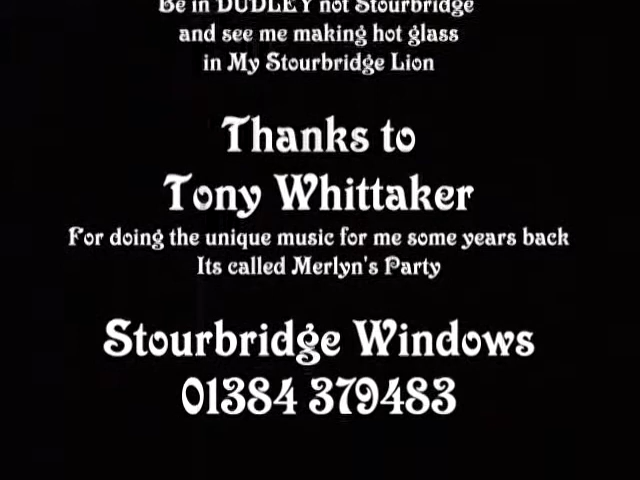 Be in DUDLEY not Stourbridge
and see me making hot glass
in My Stourbridge Lion
Thanks to
Tony Whittaker
For doing the unique music for me some years back
Its called Merlyn's Party
Stourbridge Windows
01384 379483